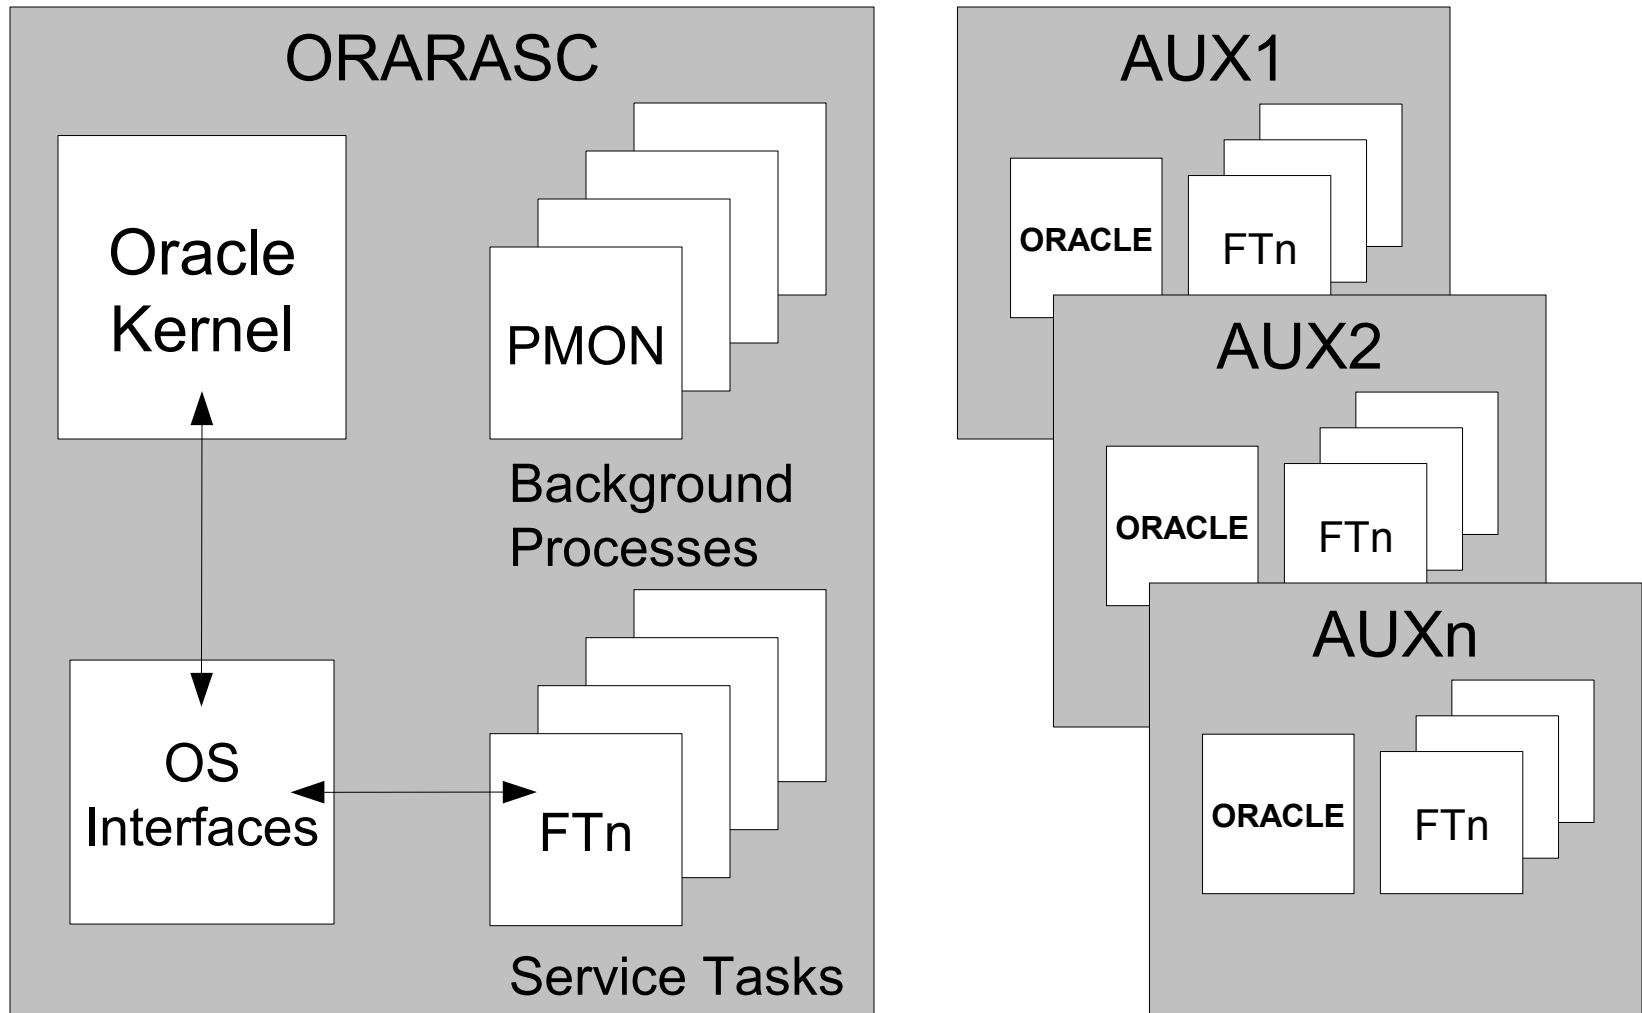 ORARASC
Oracle
Kernel
PMON
Background
Processes
OS
Interfaces
FTn
Service Tasks
AUX1
ORACLE
FTn
AUX2
ORACLE
FTn
AUXn
ORACLE
FTn